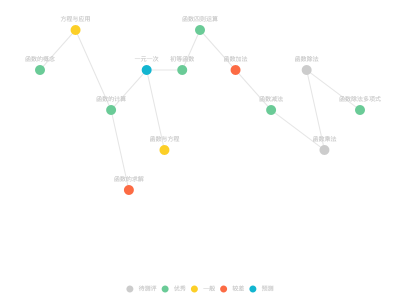 方程与应用
函数四则运算
函数的概念
一元一次
初等函数
函数加法
函数除法
函数的计算
函数减法
函数除法多项式
函数与方程
函数乘法
函数的求解
待测评
优秀
一般
较差
预测